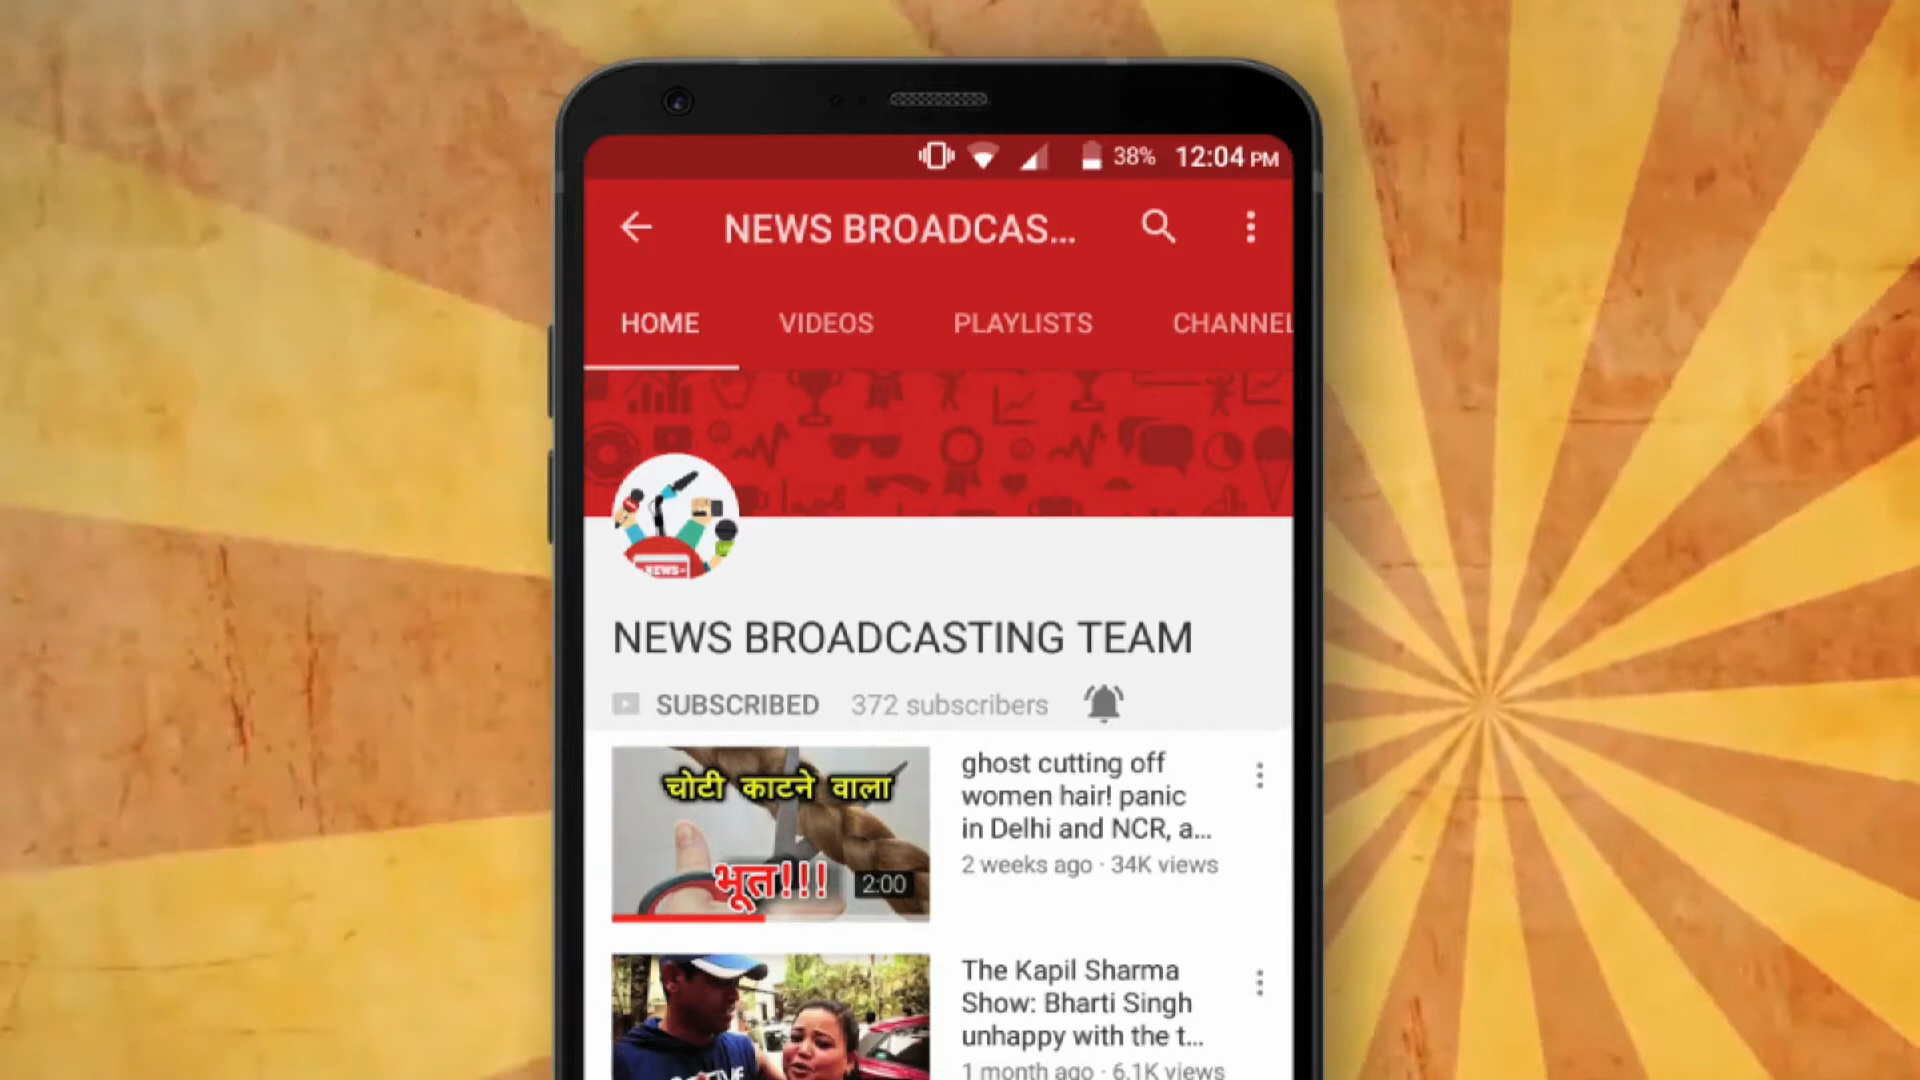 38% 12:04 PM
NEWS BROADCAS...
HOME VIDEOS PLAYLISTS CHANNEL
NEWS
NEWS BROADCASTING TEAM
SUBSCRIBED 372 subscribers
चोटी काटने वाला
भूत!!!
2:00
ghost cutting off
women hair! panic
in Delhi and NCR, a...
2 weeks ago · 34K views
The Kapil Sharma
Show: Bharti Singh
unhappy with the t...
1 month ago · 6.1K views